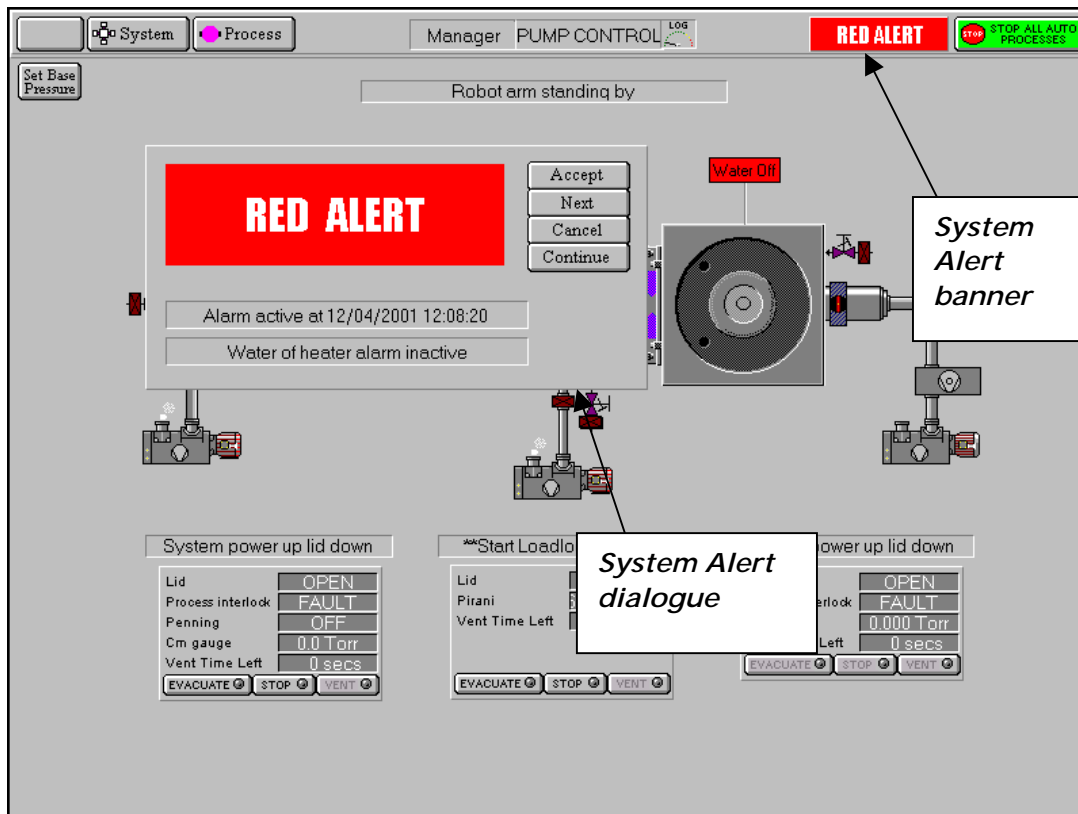 System
Process
Manager
PUMP CONTROL
LOG
RED ALERT
STOP
STOP ALL AUTO
PROCESSES
Set Base
Pressure
Robot arm standing by
RED ALERT
Accept
Next
Cancel
Continue
Alarm active at 12/04/2001 12:08:20
Water of heater alarm inactive
Water Off
System
Alert
banner
System Alert
dialogue
System power up lid down
Lid OPEN
Process interlock FAULT
Penning OFF
Cm gauge 0.0 Torr
Vent Time Left 0 secs
EVACUATE STOP VENT
**Start
Lid
Pirani
Vent Time Left
EVACUATE STOP VENT
up lid down
OPEN
FAULT
0.000 Torr
Left 0 secs
EVACUATE STOP VENT